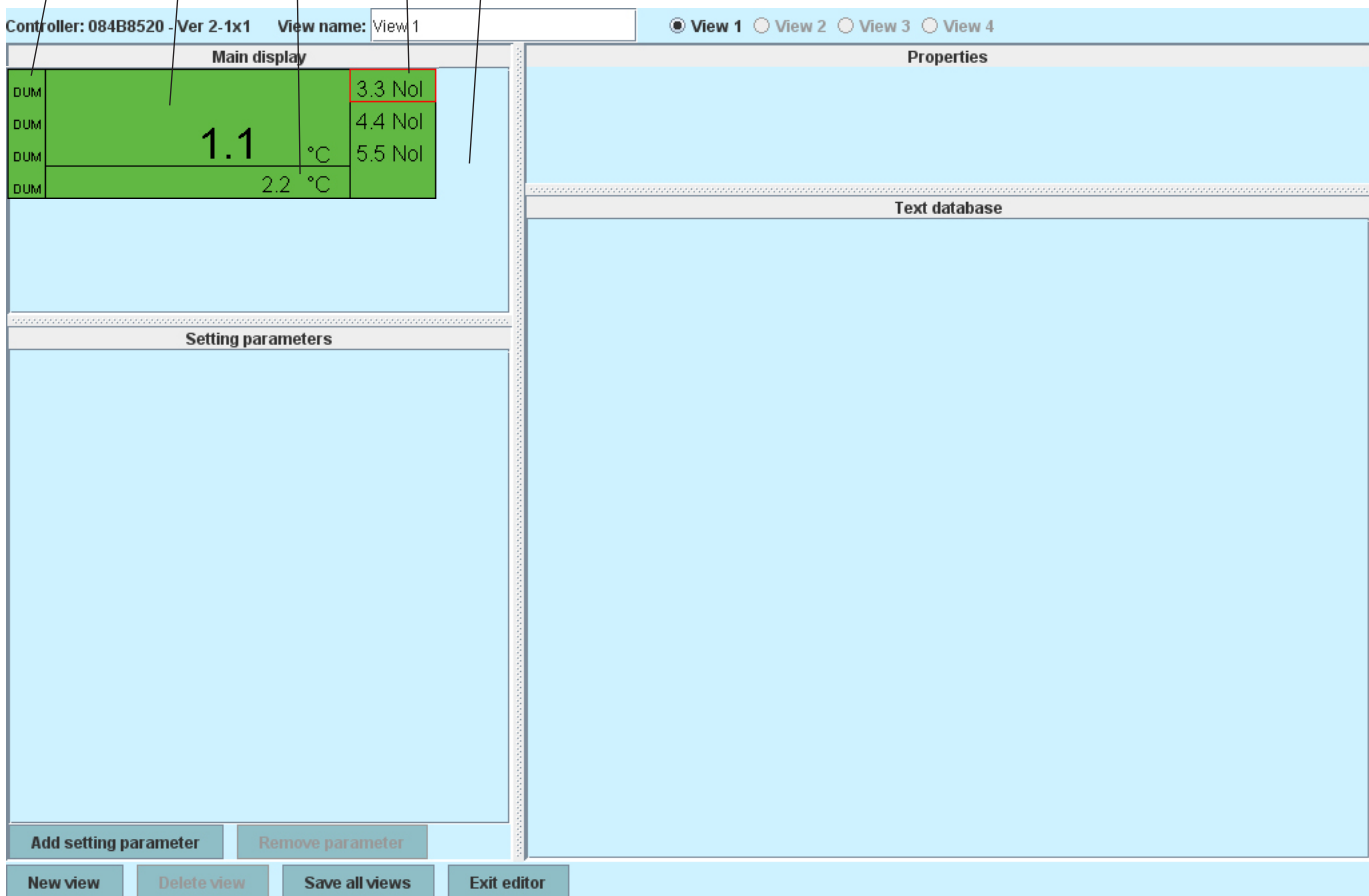 Controller: 084B8520 - Ver 2-1x1 View name: View 1 View 1 View 2 View 3 View 4
Main display
DUM 3.3 Nol
DUM 4.4 Nol
DUM 1.1 °C 5.5 Nol
DUM 2.2 °C
Setting parameters
Add setting parameter Remove parameter
Properties
Text database
New view Delete view Save all views Exit editor